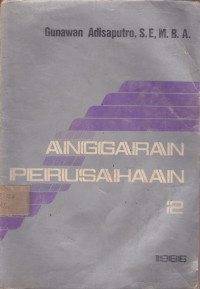 Gunawan Adisaputro, S.E, M.B.A.
ANGGARAN
PERUSAHAAN
2
1986